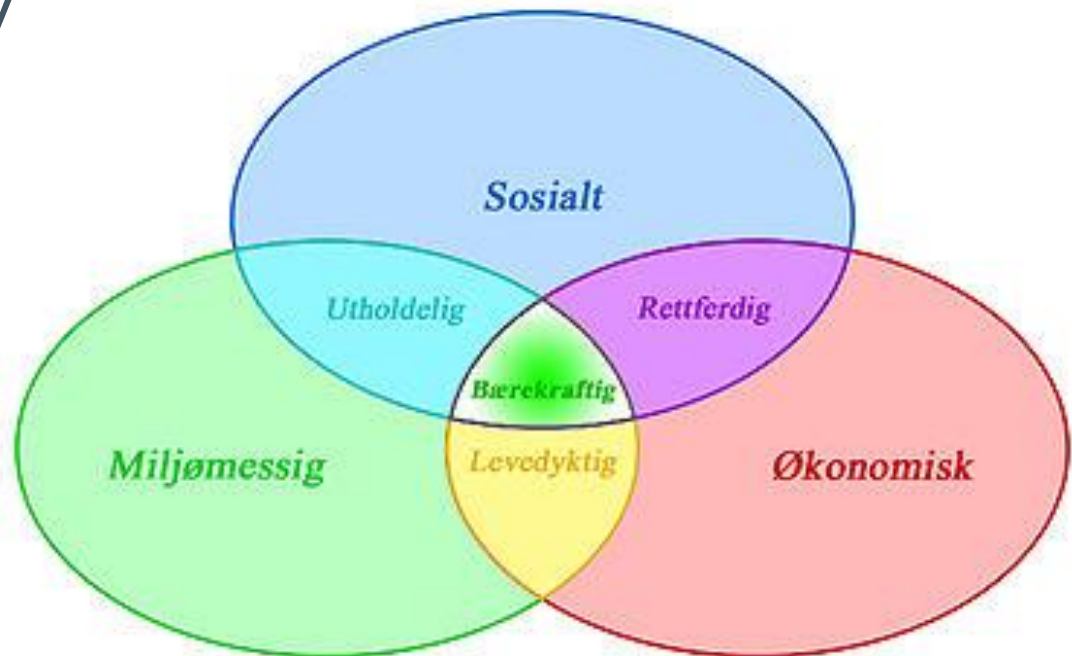 Sosialt
Utholdelig
Rettferdig
Bærekraftig
Miljømessig
Levedyktig
Økonomisk